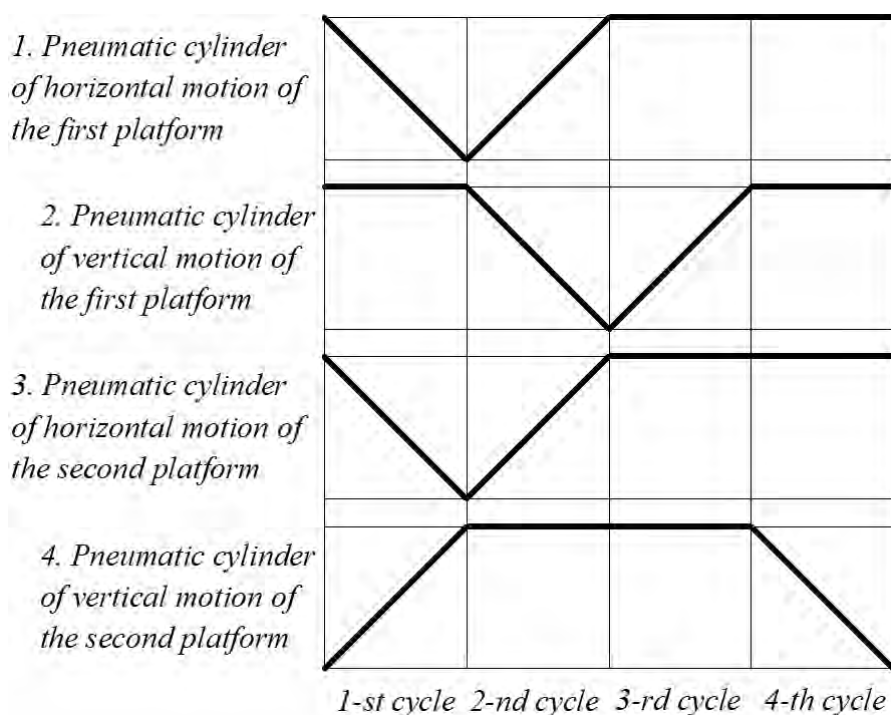 1. Pneumatic cylinder
of horizontal motion of
the first platform
2. Pneumatic cylinder
of vertical motion of
the first platform
3. Pneumatic cylinder
of horizontal motion of
the second platform
4. Pneumatic cylinder
of vertical motion of
the second platform
1-st cycle 2-nd cycle 3-rd cycle 4-th cycle